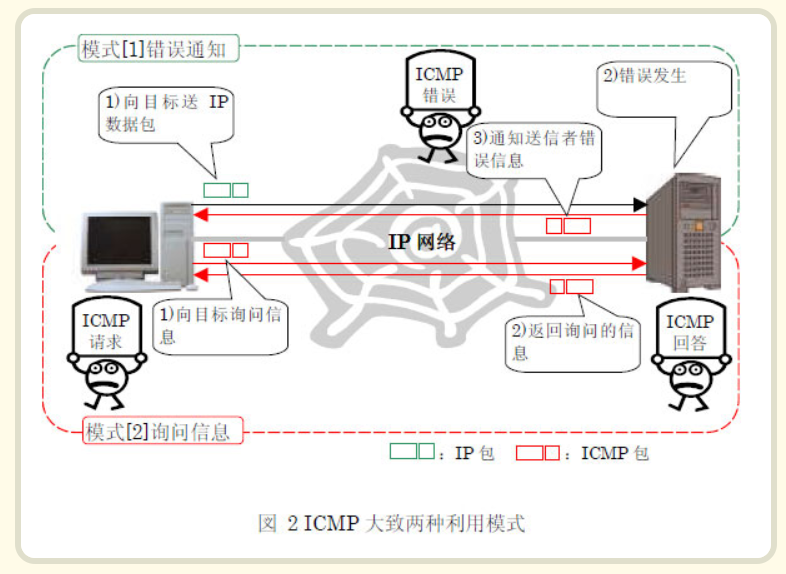 模式[1]错误通知
ICMP
错误
2)错误发生
1)向目标送 IP
数据包
3)通知送信者错
误信息
IP 网络
1)向目标询问信
息
ICMP
请求
2)返回询问的信
息
ICMP
回答
模式[2]询问信息
：IP 包
：ICMP 包
図 2 ICMP 大致两种利用模式